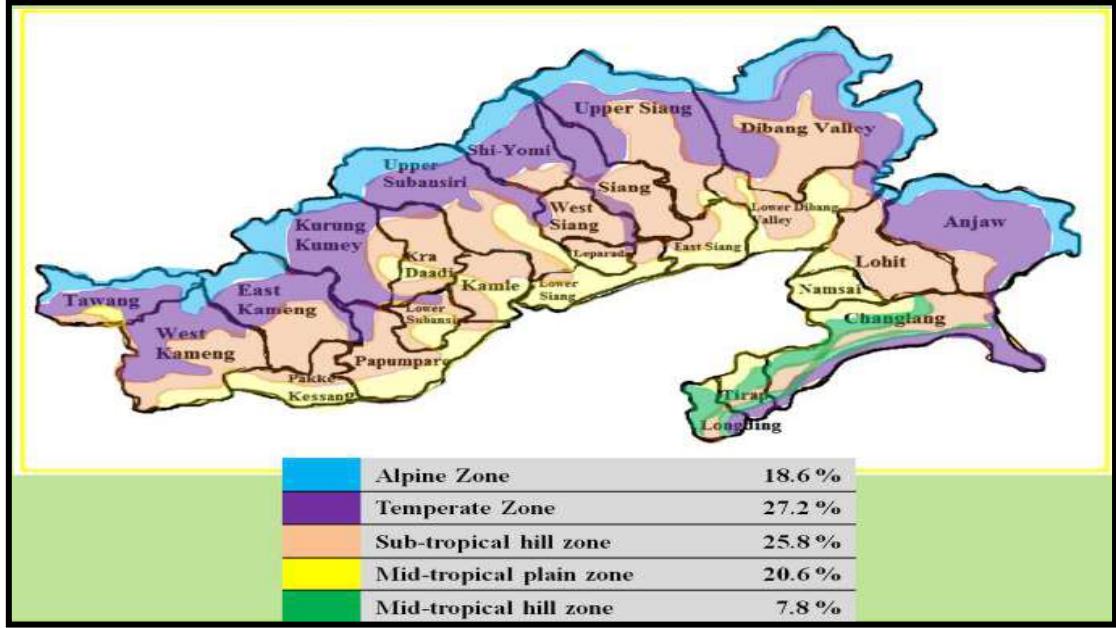 Upper Siang
Dibang Valley
Shi-Yomi
Upper
Subansiri
Siang
West
Siang
Lower Dibang
Valley
Kurung
Kumey
Anjaw
East Siang
Kra
Daadi
Leparada
Lohit
Kamle
Lower
Siang
Namsai
Tawang
East
Kameng
Lower
Subansiri
Changlang
West
Kameng
Papumpare
Pakke
Kessang
Tirap
Longding
Alpine Zone 18.6 %
Temperate Zone 27.2 %
Sub-tropical hill zone 25.8 %
Mid-tropical plain zone 20.6 %
Mid-tropical hill zone 7.8 %